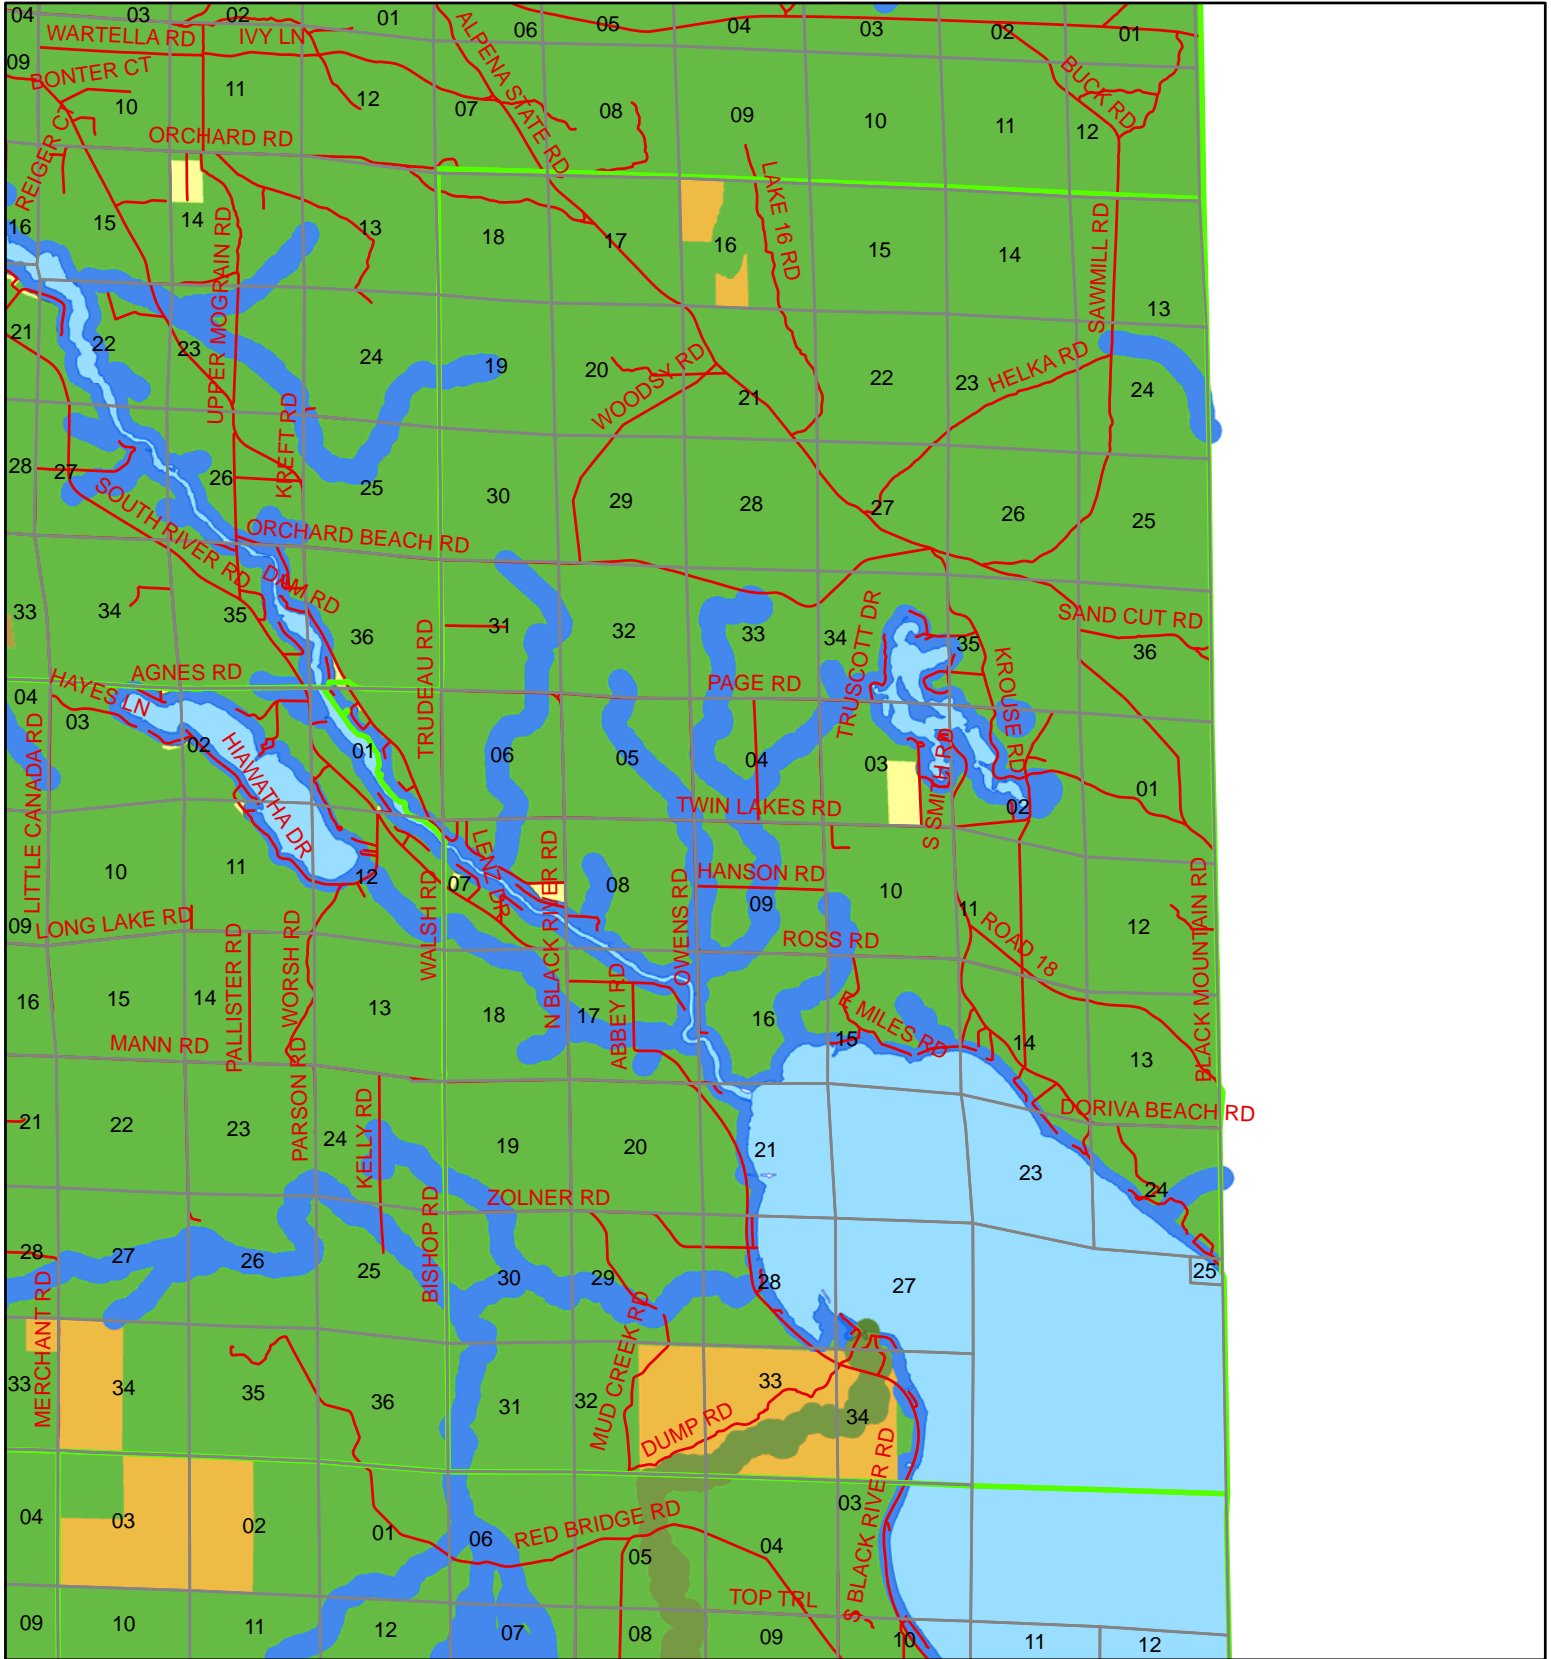 04 03 02 01 06 05 04 03 02 01
WARTELLA RD IVY LN
ALPENA STATE RD
09 BONTER CT
BUCK RD
10 11 12 07 08 09 10 11 12
REIGER CT
ORCHARD RD
LAKE 16 RD
16 15 14 13 18 17 16 15 14 13
UPPER MOGRAIN RD
SAWMILL RD
21 22 23 24 19 20 21 22 23 24
WOODSY RD
HELKA RD
KREFT RD
28 27 26 25 30 29 28 27 26 25
SOUTH RIVER RD
ORCHARD BEACH RD
DAM RD
33 34 35 36 31 32 33 34 35 36
TRUDEAU RD
TRUSCOTT DR
SAND CUT RD
KROUSE RD
AGNES RD
HAYES LN
PAGE RD
04 03 02 01 06 05 04 03 02 01
LITTLE CANADA RD
HIAWATHA DR
S SMITH RD
TWIN LAKES RD
LENZ DR
N BLACK RIVER RD
HANSON RD
10 11 12 07 08 09 10 11 12
WALSH RD
OWENS RD
BLACK MOUNTAIN RD
09 LONG LAKE RD
ROSS RD
ROAD 18
PALLISTER RD
WORSH RD
16 15 14 13 18 17 16 15 14 13
ABBEY RD
E MILES RD
MANN RD
PARSON RD
KELLY RD
DORIVA BEACH RD
21 22 23 24 19 20 21 23 24
BISHOP RD
ZOLNER RD
28 27 26 25 30 29 28 27 25
MERCHANT RD
MUD CREEK RD
33 34 35 36 31 32 33 34
DUMP RD
S BLACK RIVER RD
04 03 02 01 06 05 04 03
RED BRIDGE RD
TOP TRL
09 10 11 12 07 08 09 10 11 12